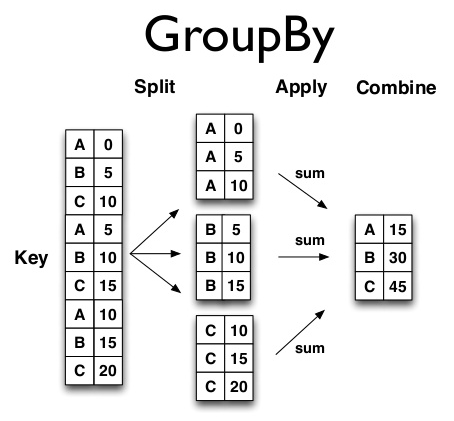 GroupBy
Split Apply Combine
Key
A 0
B 5
C 10
A 5
B 10
C 15
A 10
B 15
C 20
A 0
A 5
A 10
B 5
B 10
B 15
C 10
C 15
C 20
sum
sum
sum
A 15
B 30
C 45